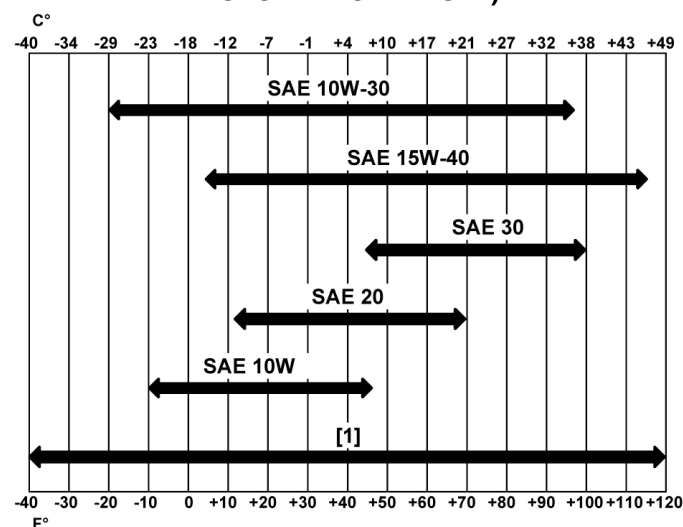 C°
-40 -34 -29 -23 -18 -12 -7 -1 +4 +10 +17 +21 +27 +32 +38 +43 +49
SAE 10W-30
SAE 15W-40
SAE 30
SAE 20
SAE 10W
[1]
-40 -30 -20 -10 0 +10 +20 +30 +40 +50 +60 +70 +80 +90 +100 +110 +120
F°